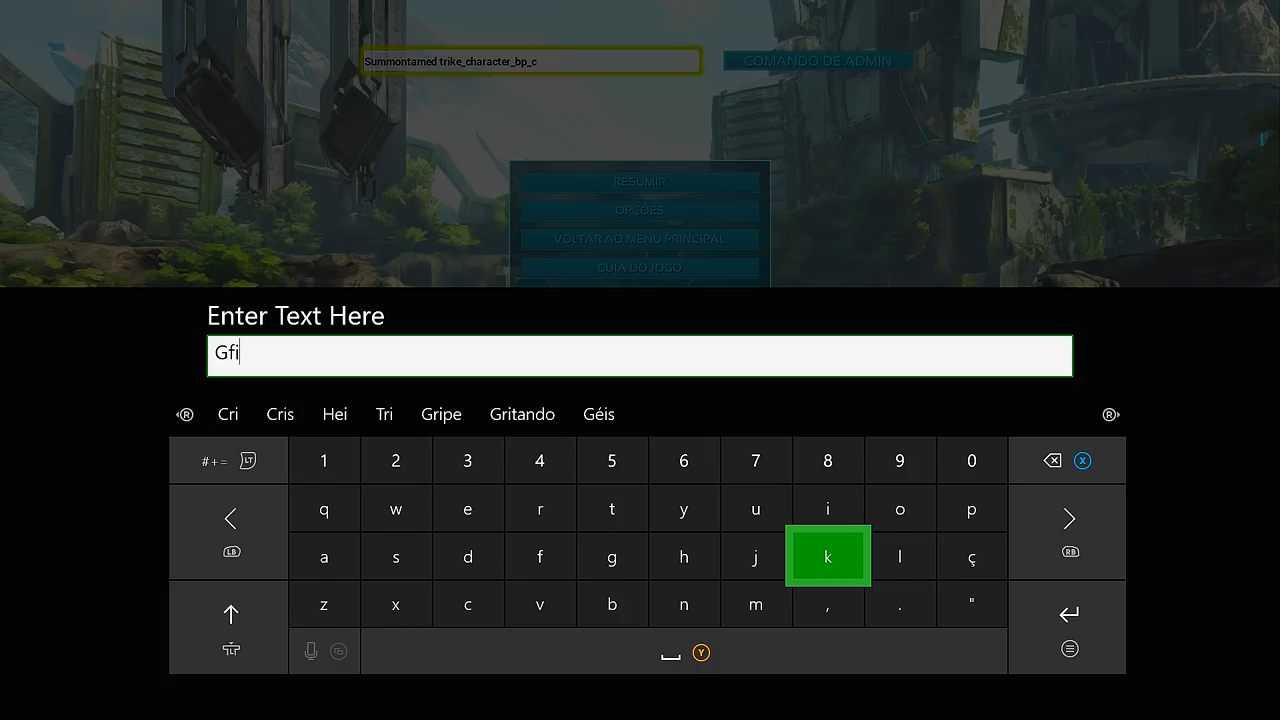 Summontamed trike_character_bp_c
COMANDO DE ADMIN
RESUMIR
OPÇÕES
VOLTAR AO MENU PRINCIPAL
GUIA DO JOGO
Enter Text Here
Gfi
R Cri Cris Hei Tri Gripe Gritando Géis R
#+= LT 1 2 3 4 5 6 7 8 9 0 X
q w e r t y u i o p
LB a s d f g h j k l ç RB
z x c v b n m , . "
Y